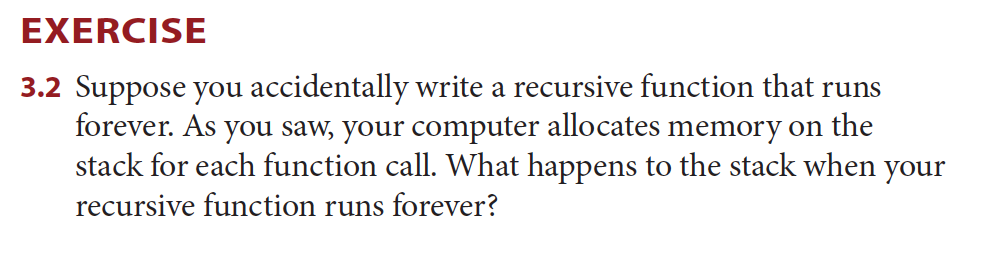 EXERCISE
3.2 Suppose you accidentally write a recursive function that runs
forever. As you saw, your computer allocates memory on the
stack for each function call. What happens to the stack when your
recursive function runs forever?